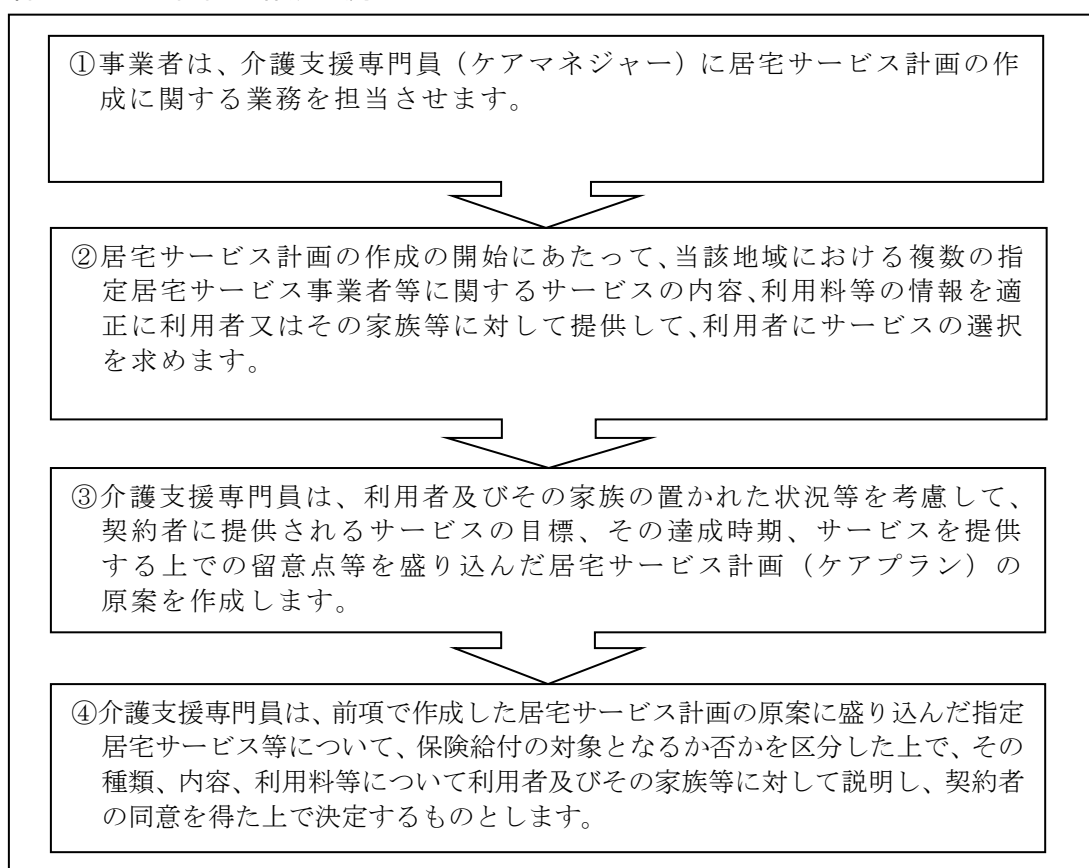 ①事業者は、介護支援専門員（ケアマネジャー）に居宅サービス計画の作
成に関する業務を担当させます。
②居宅サービス計画の作成の開始にあたって、当該地域における複数の指
定居宅サービス事業者等に関するサービスの内容、利用料等の情報を適
正に利用者又はその家族等に対して提供して、利用者にサービスの選択
を求めます。
③介護支援専門員は、利用者及びその家族の置かれた状況等を考慮して、
契約者に提供されるサービスの目標、その達成時期、サービスを提供
する上での留意点等を盛り込んだ居宅サービス計画（ケアプラン）の
原案を作成します。
④介護支援専門員は、前項で作成した居宅サービス計画の原案に盛り込んだ指定
居宅サービス等について、保険給付の対象となるか否かを区分した上で、その
種類、内容、利用料等について利用者及びその家族等に対して説明し、契約者
の同意を得た上で決定するものとします。